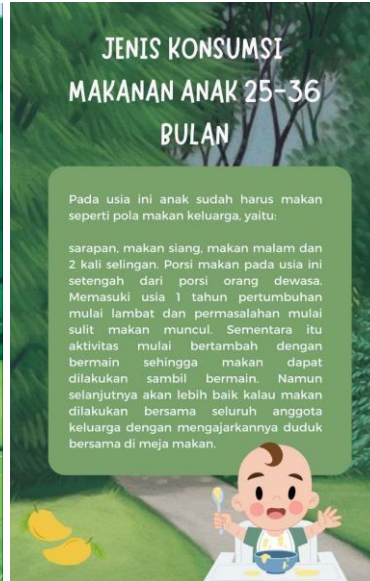 JENIS KONSUMSI
MAKANAN ANAK 25-36
BULAN
Pada usia ini anak sudah harus makan
seperti pola makan keluarga, yaitu:
sarapan, makan siang, makan malam dan
2 kali selingan. Porsi makan pada usia ini
setengah dari porsi orang dewasa.
Memasuki usia 1 tahun pertumbuhan
mulai lambat dan permasalahan mulai
sulit makan muncul. Sementara itu
aktivitas mulai bertambah dengan
bermain sehingga makan dapat
dilakukan sambil bermain. Namun
selanjutnya akan lebih baik kalau makan
dilakukan bersama seluruh anggota
keluarga dengan mengajarkannya duduk
bersama di meja makan.